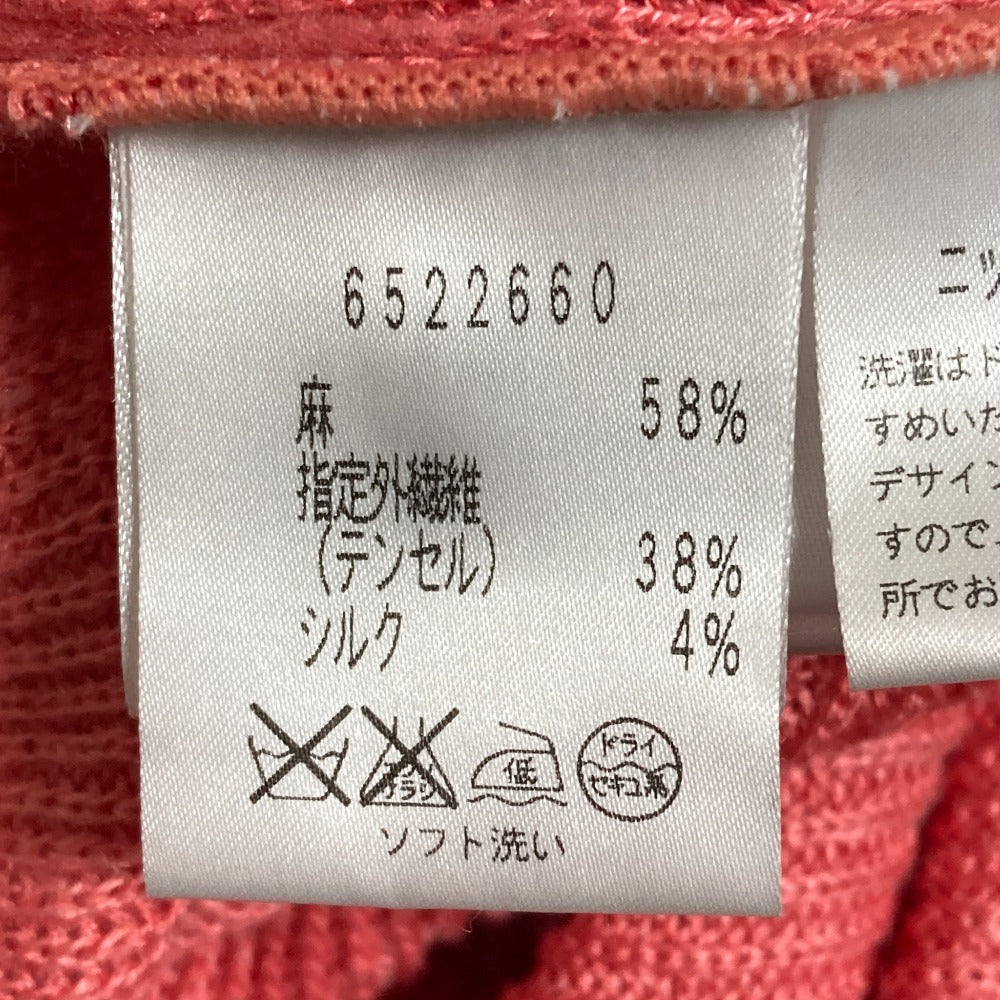 6522660
麻 58%
指定外繊維
(テンセル) 38%
シルク 4%
低
ドライ
セキユ系
ソフト洗い
ニッ
洗濯はド
すめいた
デザイン
すので、
所でお